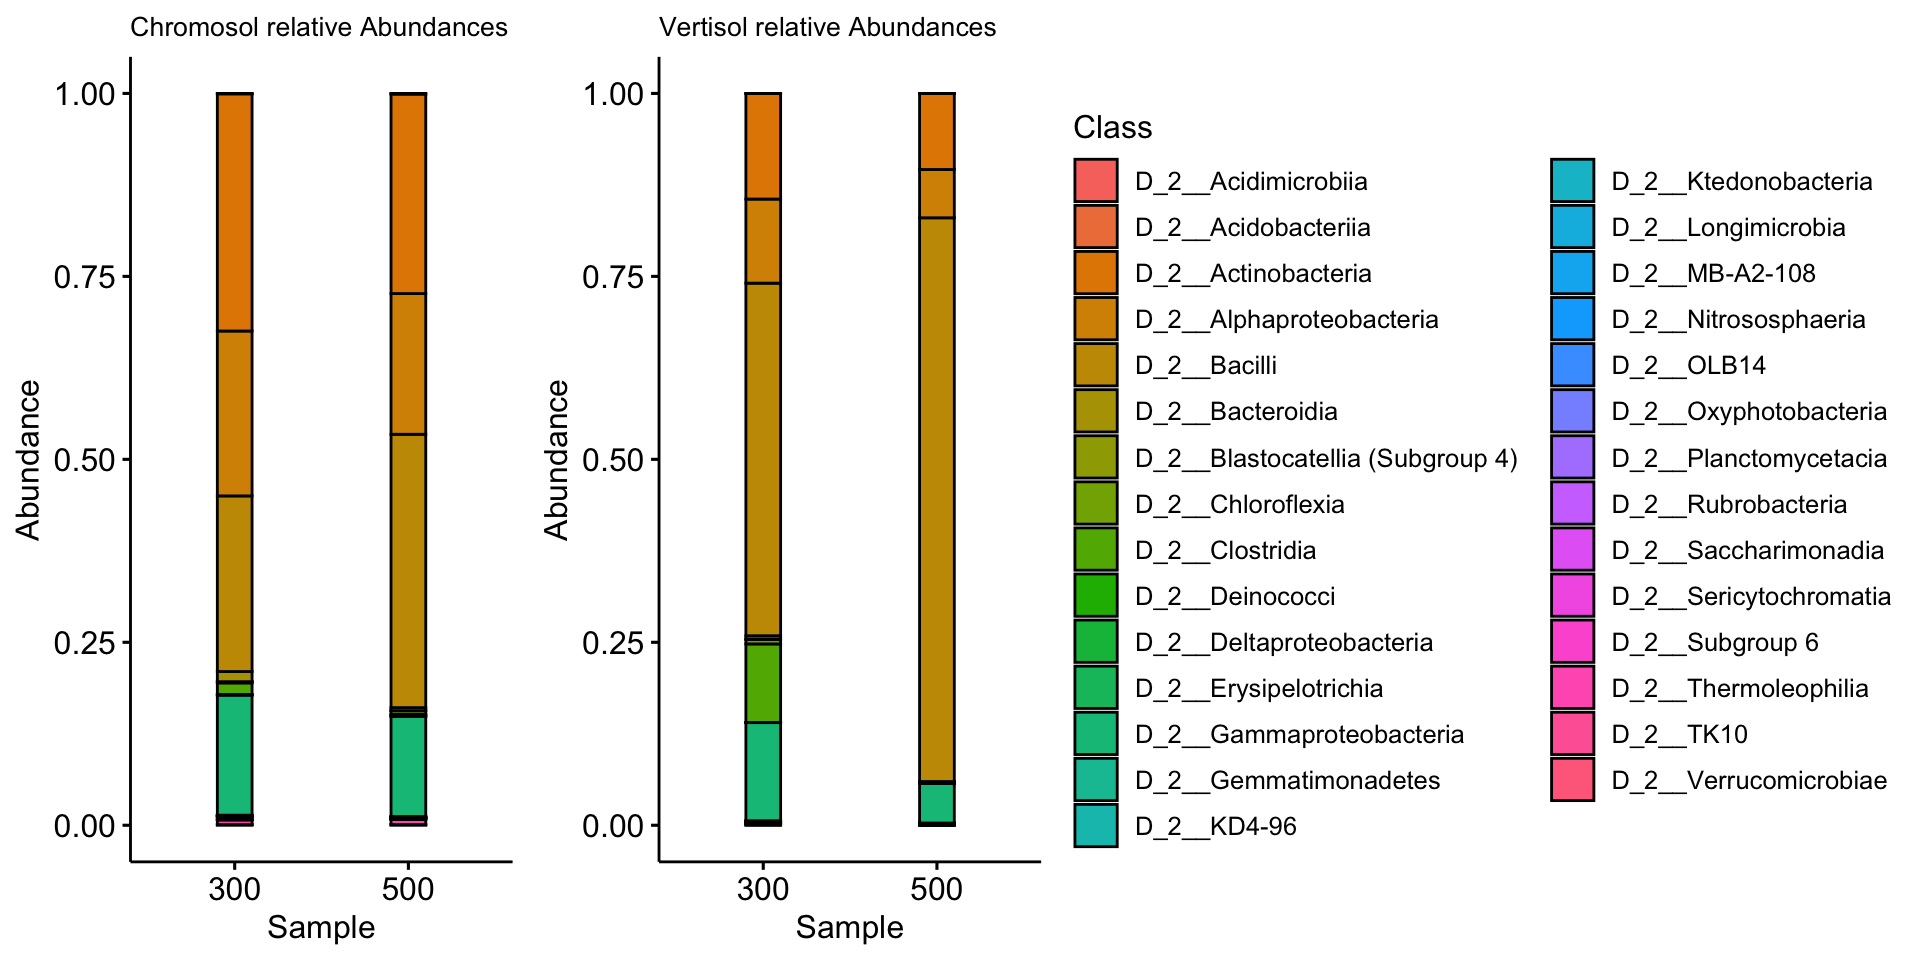 Chromosol relative Abundances
Abundance
1.00
0.75
0.50
0.25
0.00
300 500
Sample
Vertisol relative Abundances
Abundance
1.00
0.75
0.50
0.25
0.00
300 500
Sample
Class
D_2__Acidimicrobiia
D_2__Acidobacteriia
D_2__Actinobacteria
D_2__Alphaproteobacteria
D_2__Bacilli
D_2__Bacteroidia
D_2__Blastocatellia (Subgroup 4)
D_2__Chloroflexia
D_2__Clostridia
D_2__Deinococci
D_2__Deltaproteobacteria
D_2__Erysipelotrichia
D_2__Gammaproteobacteria
D_2__Gemmatimonadetes
D_2__KD4-96
D_2__Ktedonobacteria
D_2__Longimicrobia
D_2__MB-A2-108
D_2__Nitrososphaeria
D_2__OLB14
D_2__Oxyphotobacteria
D_2__Planctomycetacia
D_2__Rubrobacteria
D_2__Saccharimonadia
D_2__Sericytochromatia
D_2__Subgroup 6
D_2__Thermoleophilia
D_2__TK10
D_2__Verrucomicrobiae